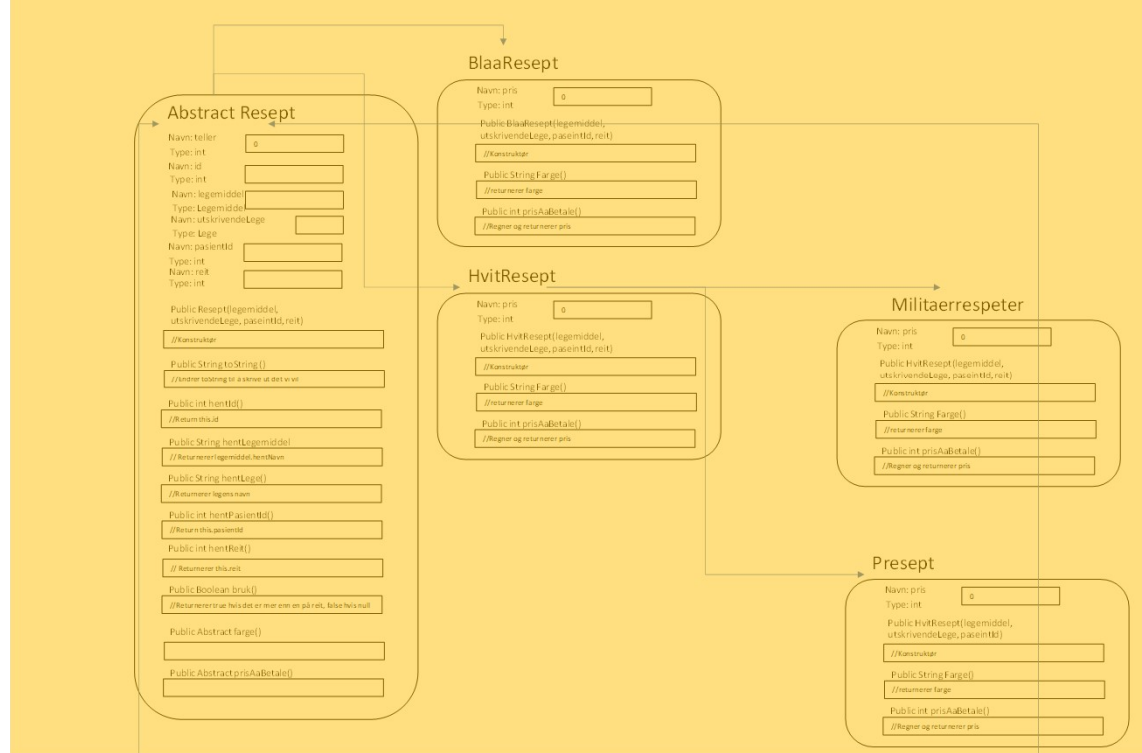 BlaaResept
Navn: pris
Type: int
0
Public BlaaResept(legemiddel,
utskrivendeLege, paseintId, reit)
//Konstruktør
Public String Farge()
//returnerer farge
Public int prisAaBetale()
//Regner og returnerer pris
Abstract Resept
Navn: teller
Type: int
0
Navn: id
Type: int
Navn: legemiddel
Type: Legemiddel
Navn: utskrivendeLege
Type: Lege
Navn: pasientId
Type: int
Navn: reit
Type: int
Public Resept(legemiddel,
utskrivendeLege, paseintId, reit)
//Konstruktør
Public String toString ()
//Endrer toString til å skrive ut det vi vil
Public int hentId()
//Return this.id
Public String hentLegemiddel
// Returnerer legemiddel.hentNavn
Public String hentLege()
//Returnerer legens navn
Public int hentPasientId()
//Return this.pasientId
Public int hentReit()
// Returnerer this.reit
Public Boolean bruk()
//Returnerer true hvis det er mer enn en på reit, false hvis null
Public Abstract farge()
Public Abstract prisAaBetale()
HvitResept
Navn: pris
Type: int
0
Public HvitResept(legemiddel,
utskrivendeLege, paseintId, reit)
//Konstruktør
Public String Farge()
//returnerer farge
Public int prisAaBetale()
//Regner og returnerer pris
Militaerrespeter
Navn: pris
Type: int
0
Public HvitResept(legemiddel,
utskrivendeLege, paseintId, reit)
//Konstruktør
Public String Farge()
//returnerer farge
Public int prisAaBetale()
//Regner og returnerer pris
Presept
Navn: pris
Type: int
0
Public HvitResept(legemiddel,
utskrivendeLege, paseintId)
//Konstruktør
Public String Farge()
//returnerer farge
Public int prisAaBetale()
//Regner og returnerer pris